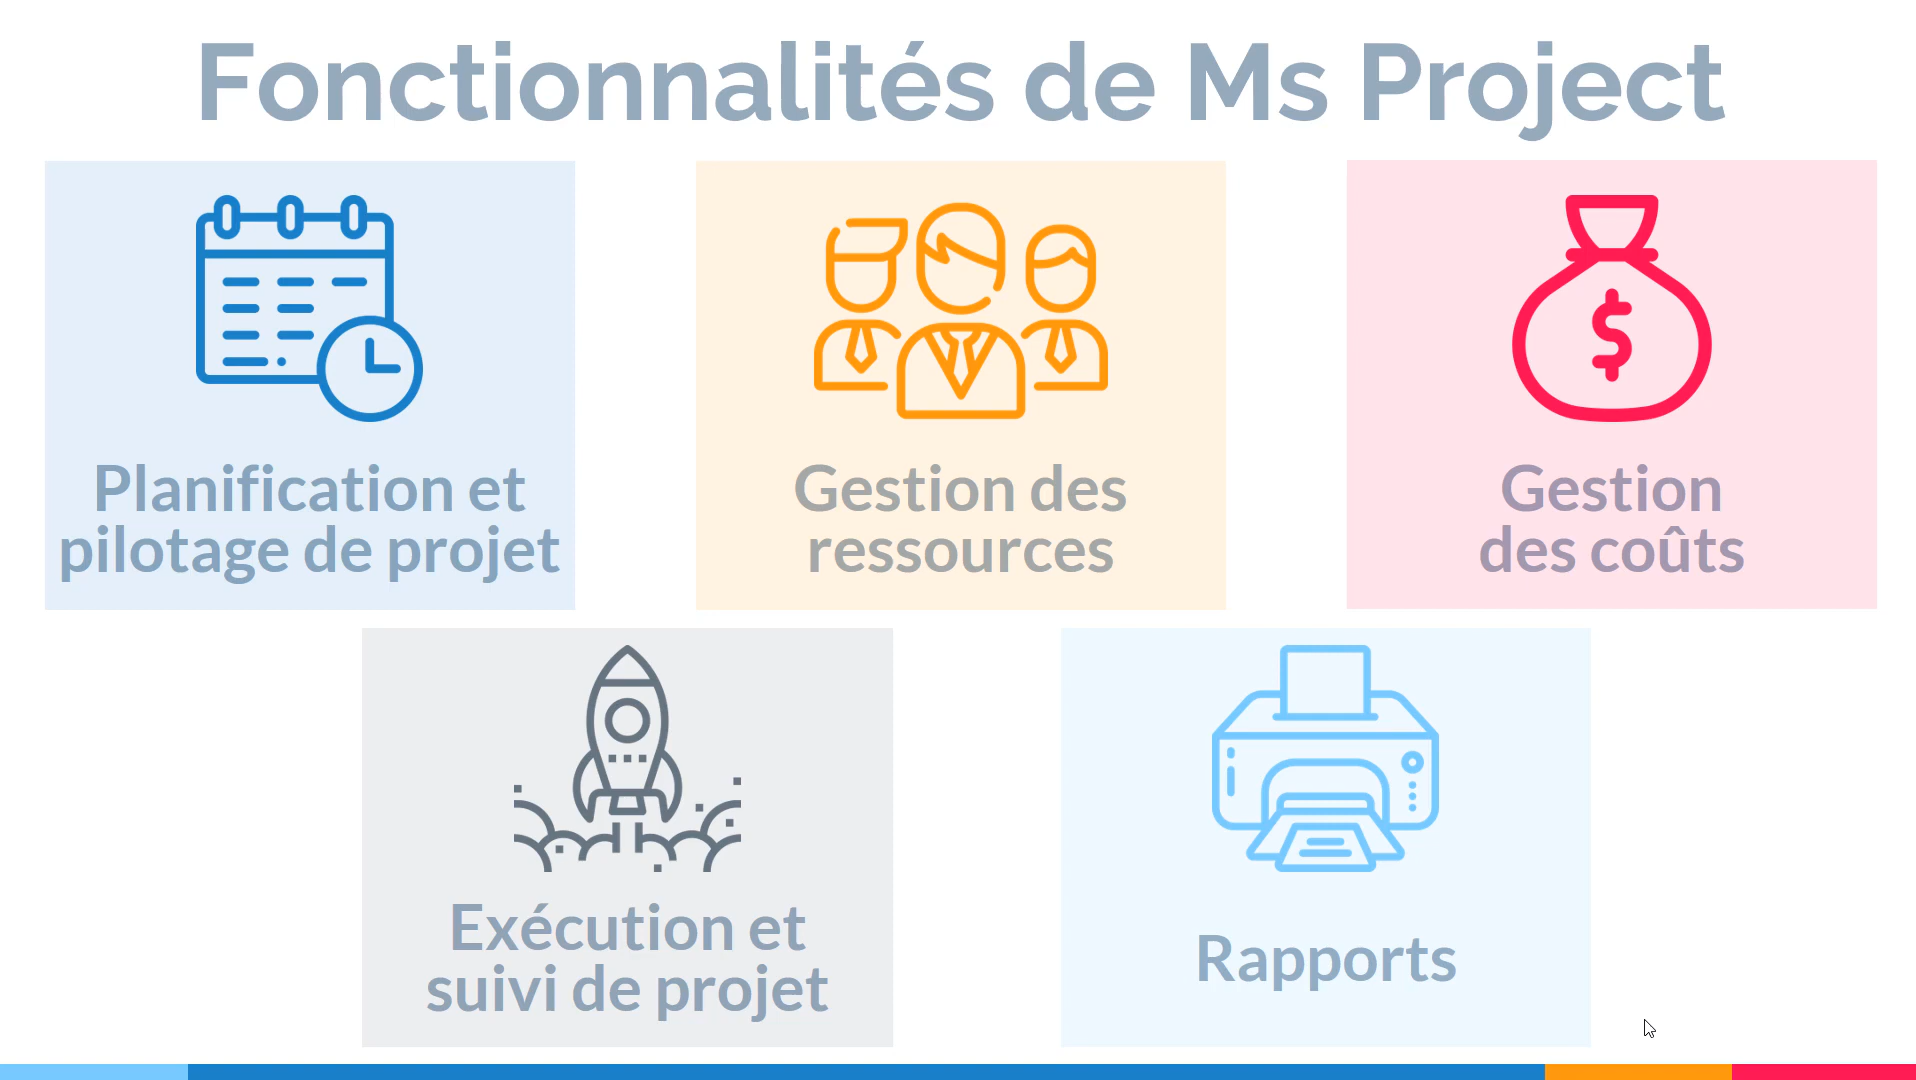 Fonctionnalités de Ms Project
Planification et
pilotage de projet
Gestion des
ressources
Gestion
des coûts
$
Exécution et
suivi de projet
Rapports